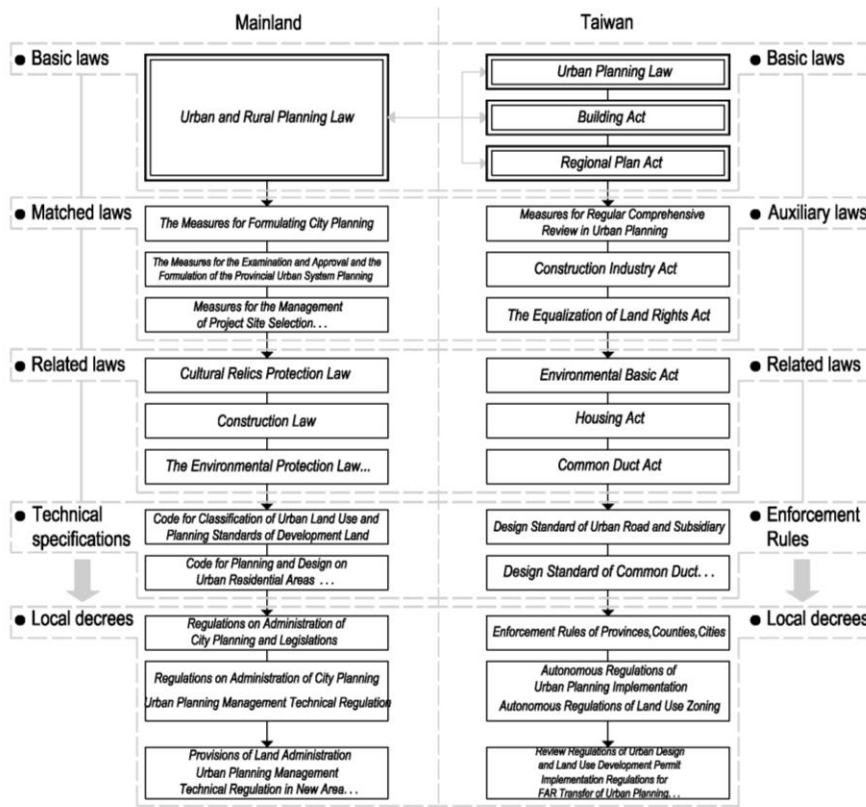 Mainland
Taiwan
● Basic laws
Urban and Rural Planning Law
Urban Planning Law
Building Act
Regional Plan Act
● Basic laws
● Matched laws
The Measures for Formulating City Planning
The Measures for the Examination and Approval and the
Formulation of the Provincial Urban System Planning
Measures for the Management
of Project Site Selection. . .
Measures for Regular Comprehensive
Review in Urban Planning
Construction Industry Act
The Equalization of Land Rights Act
● Auxiliary laws
● Related laws
Cultural Relics Protection Law
Construction Law
The Environmental Protection Law...
Environmental Basic Act
Housing Act
Common Duct Act
● Related laws
● Technical
specifications
Code for Classification of Urban Land Use and
Planning Standards of Development Land
Code for Planning and Design on
Urban Residential Areas . . .
Design Standard of Urban Road and Subsidiary
Design Standard of Common Duct. . .
● Enforcement
Rules
● Local decrees
Regulations on Administration of
City Planning and Legislations
Regulations on Administration of City Planning
Urban Planning Management Technical Regulation
Provisions of Land Administration
Urban Planning Management
Technical Regulation in New Area. . .
Enforcement Rules of Provinces,Counties,Cities
Autonomous Regulations of
Urban Planning Implementation
Autonomous Regulations of Land Use Zoning
Review Regulations of Urban Design
and Land Use Development Permit
Implementation Regulations for
FAR Transfer of Urban Planning. . .
● Local decrees